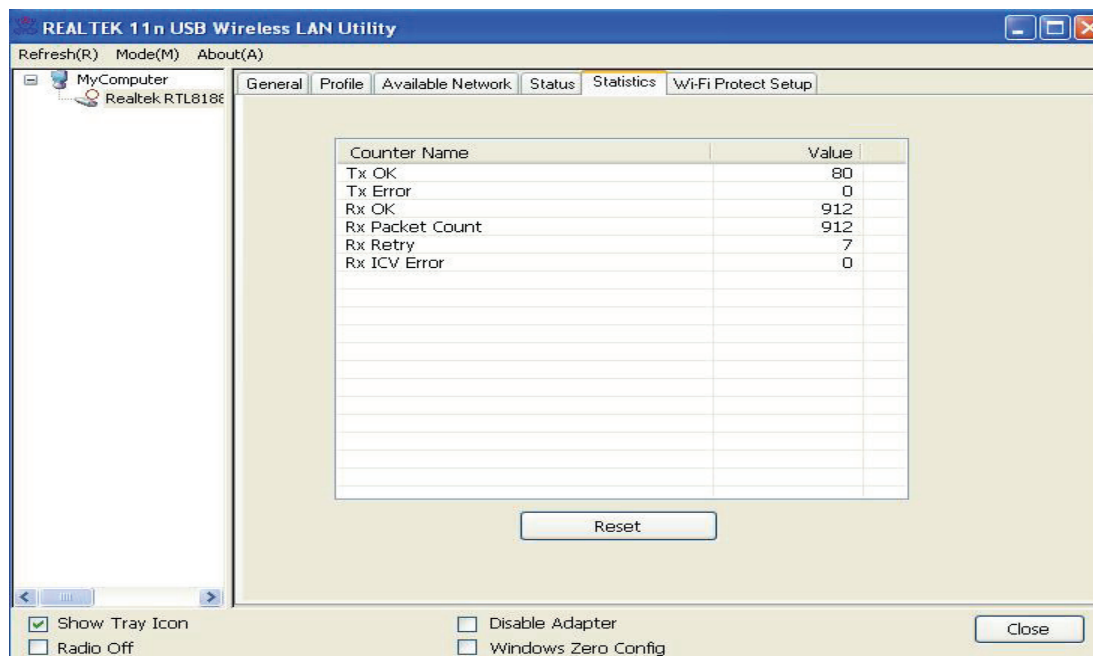 REALTEK 11n USB Wireless LAN Utility
Refresh(R) Mode(M) About(A)
MyComputer
Realtek RTL8188
General Profile Available Network Status Statistics Wi-Fi Protect Setup
Counter Name Value
Tx OK 80
Tx Error 0
Rx OK 912
Rx Packet Count 912
Rx Retry 7
Rx ICV Error 0
Reset
Show Tray Icon Disable Adapter
Radio Off Windows Zero Config
Close